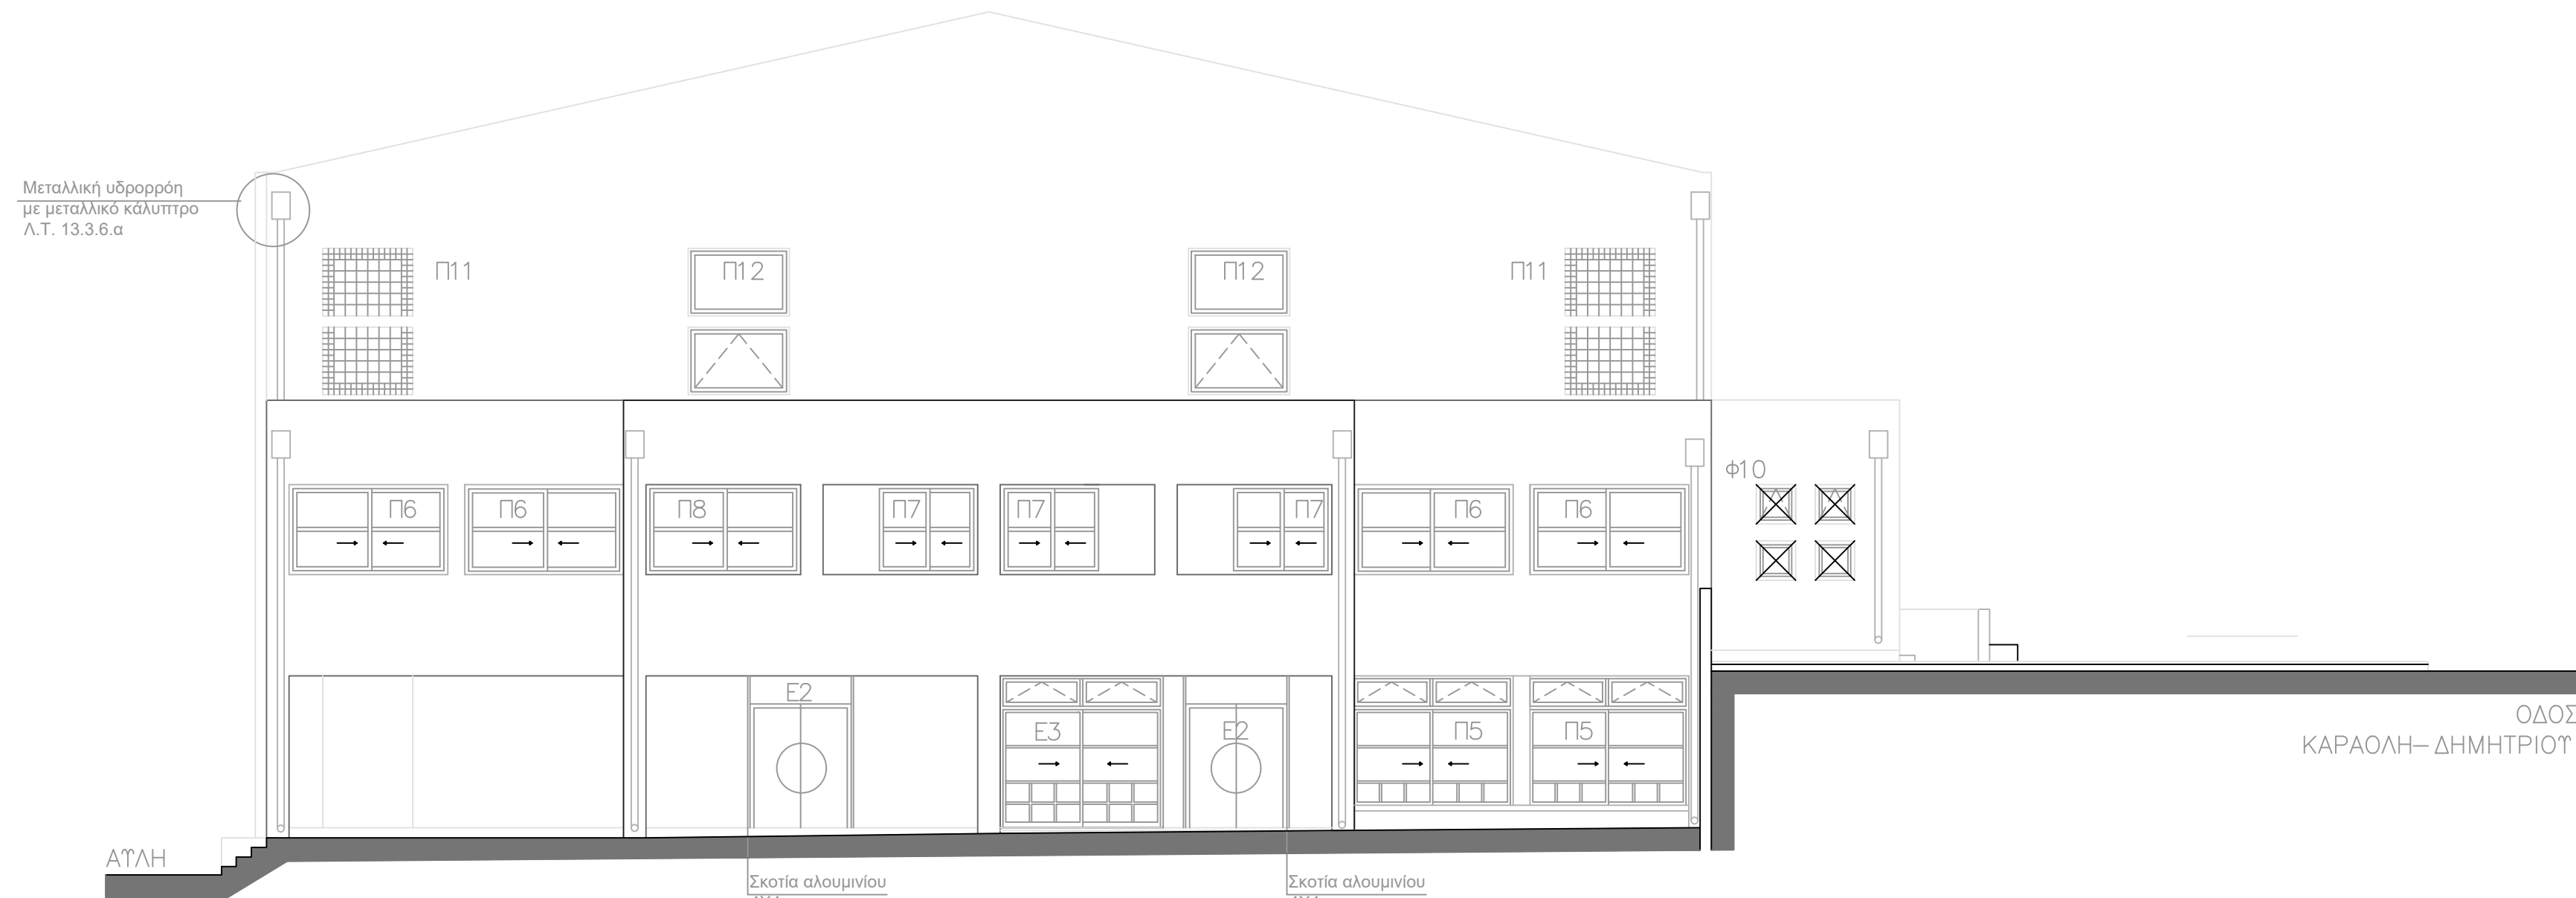 Μεταλλική υδρορρόη
με μεταλλικό κάλυπτρο
Λ.Τ. 13.3.6.α
Π11
Π12
Π12
Π11
Φ10
Π6
Π6
Π8
Π7
Π7
Π7
Π6
Π6
Ε2
Ε3
Ε2
Π5
Π5
ΟΔΟΣ
ΚΑΡΑΟΛΗ– ΔΗΜΗΤΡΙΟΥ
ΑΥΛΗ
Σκοτία αλουμινίου
Σκοτία αλουμινίου